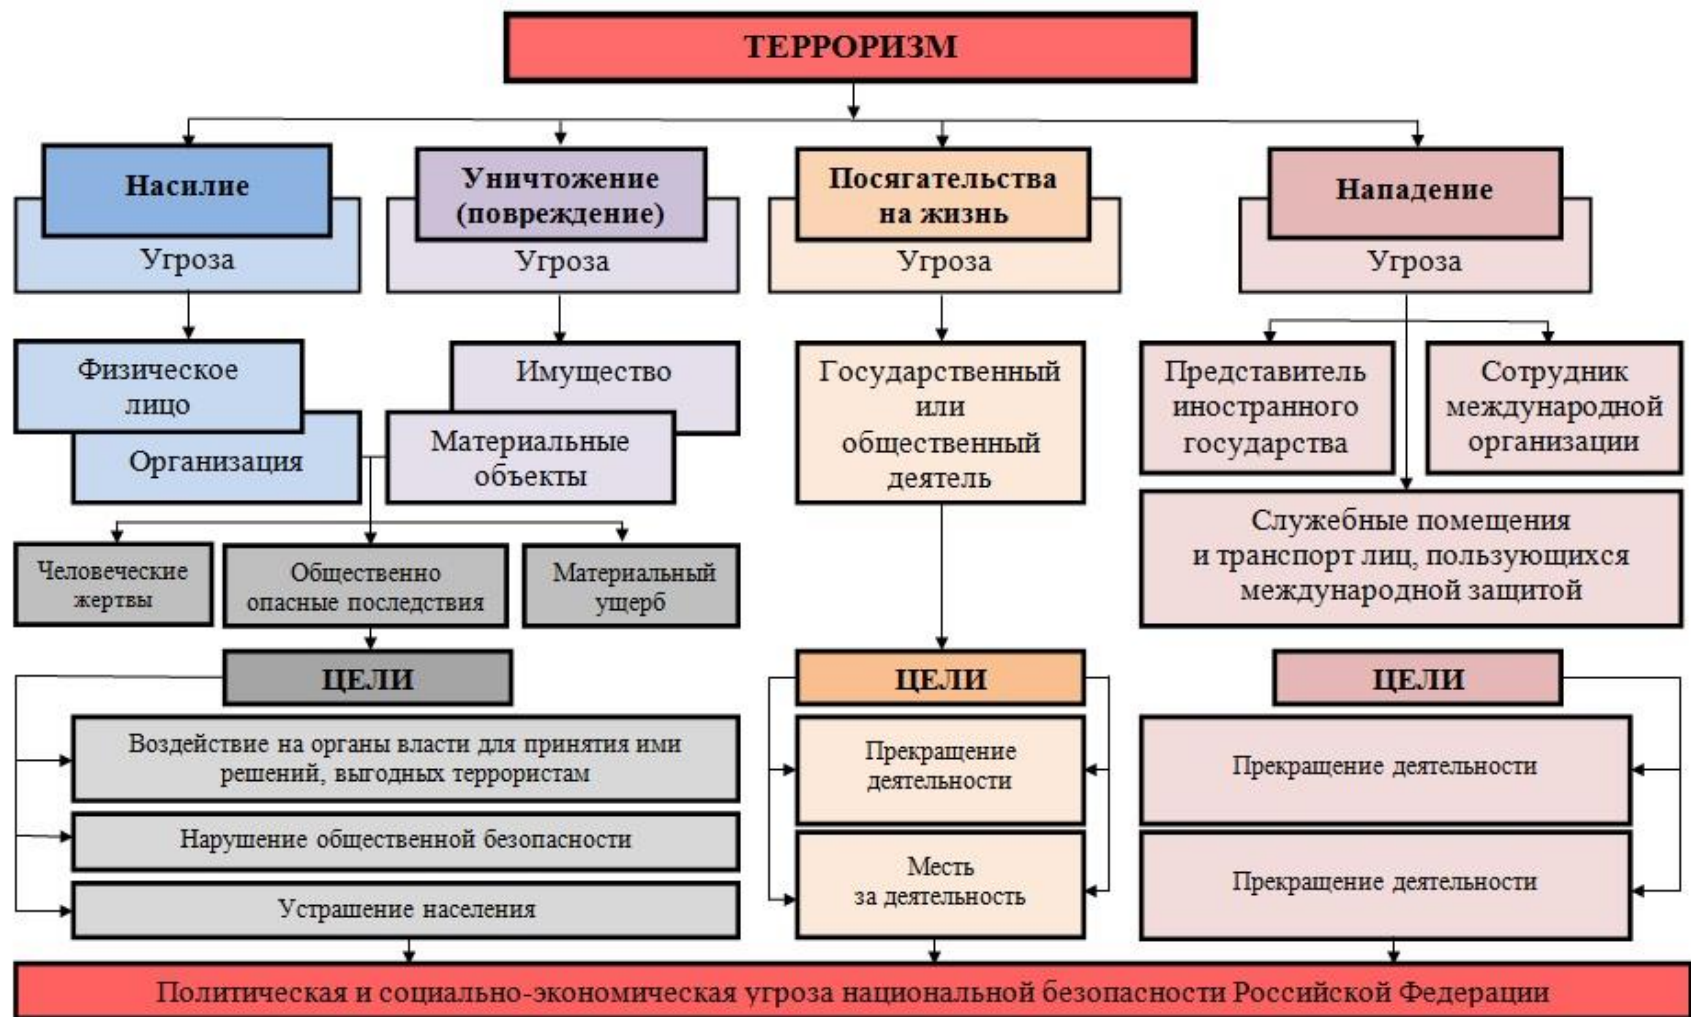 ТЕРРОРИЗМ
Насилие
Угроза
Уничтожение
(повреждение)
Угроза
Посягательства
на жизнь
Угроза
Нападение
Угроза
Физическое
лицо
Организация
Имущество
Материальные
объекты
Государственный
или
общественный
деятель
Представитель
иностранного
государства
Сотрудник
международной
организации
Служебные помещения
и транспорт лиц, пользующихся
международной защитой
Человеческие
жертвы
Общественно
опасные последствия
Материальный
ущерб
ЦЕЛИ
Воздействие на органы власти для принятия ими
решений, выгодных террористам
Нарушение общественной безопасности
Устрашение населения
ЦЕЛИ
Прекращение
деятельности
Месть
за деятельность
ЦЕЛИ
Прекращение деятельности
Прекращение деятельности
Политическая и социально-экономическая угроза национальной безопасности Российской Федерации